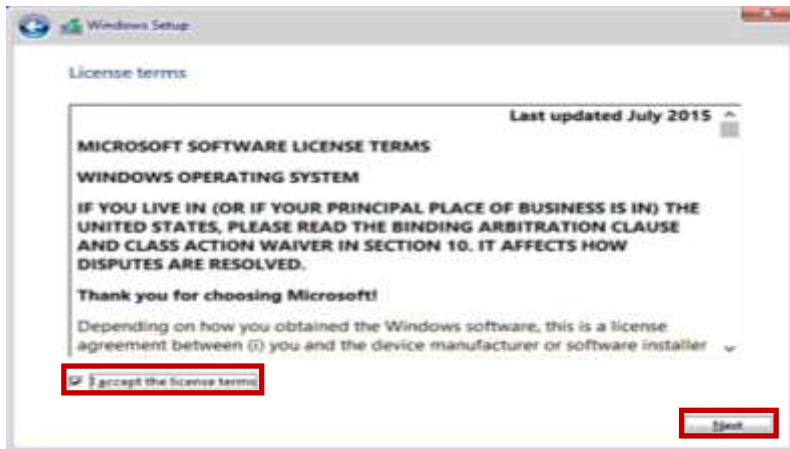 Windows Setup
License terms
Last updated July 2015
MICROSOFT SOFTWARE LICENSE TERMS
WINDOWS OPERATING SYSTEM
IF YOU LIVE IN (OR IF YOUR PRINCIPAL PLACE OF BUSINESS IS IN) THE
UNITED STATES, PLEASE READ THE BINDING ARBITRATION CLAUSE
AND CLASS ACTION WAIVER IN SECTION 10. IT AFFECTS HOW
DISPUTES ARE RESOLVED.
Thank you for choosing Microsoft!
Depending on how you obtained the Windows software, this is a license
agreement between (i) you and the device manufacturer or software installer
I accept the license terms
Next